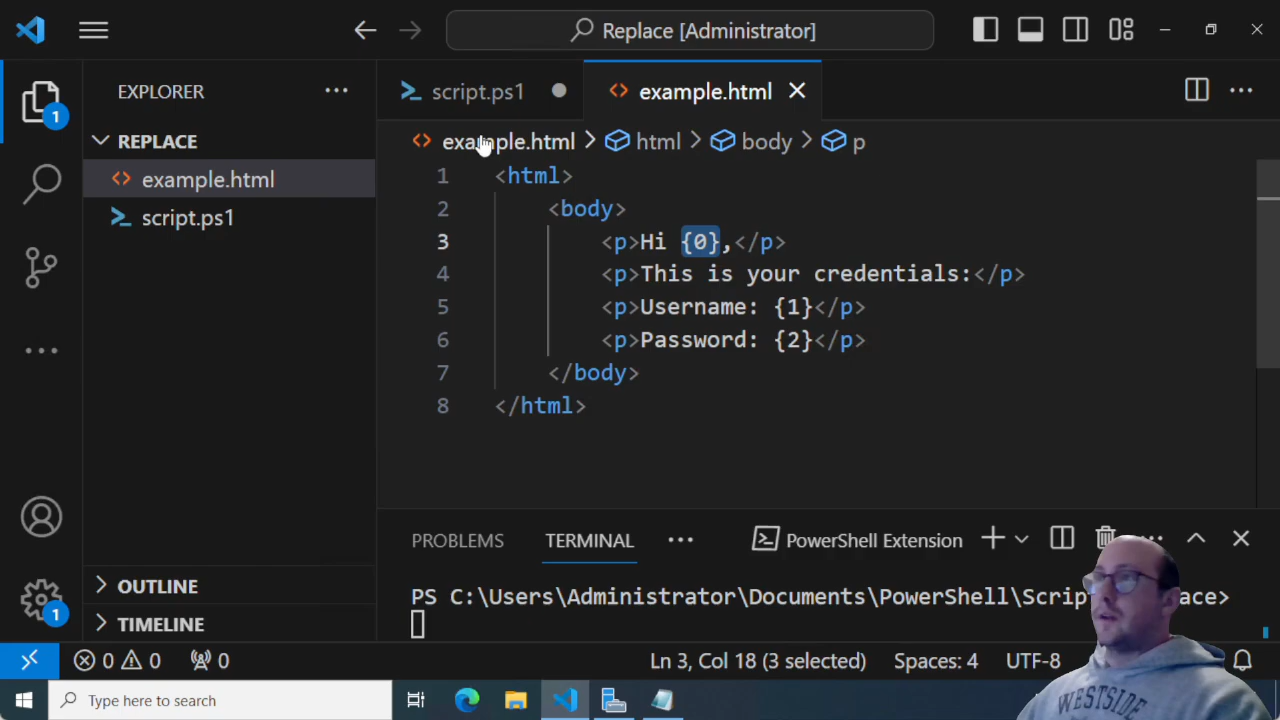 Replace [Administrator]
EXPLORER
REPLACE
example.html
script.ps1
1
OUTLINE
TIMELINE
1
script.ps1
example.html
example.html > html > body > p
1 <html>
2 <body>
3 <p>Hi {0},</p>
4 <p>This is your credentials:</p>
5 <p>Username: {1}</p>
6 <p>Password: {2}</p>
7 </body>
8 </html>
PROBLEMS TERMINAL PowerShell Extension
PS C:\Users\Administrator\Documents\PowerShell\Scrip ace>
0 0 0 Ln 3, Col 18 (3 selected) Spaces: 4 UTF-8
Type here to search
WESTSIDE